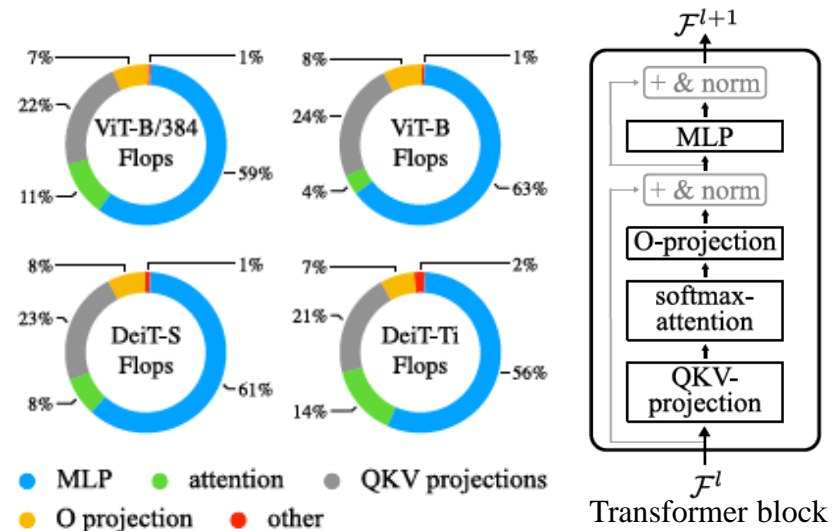 7%
1%
22%
ViT-B/384
Flops
11%
59%
8%
1%
24%
ViT-B
Flops
4%
63%
8%
1%
23%
DeiT-S
Flops
8%
61%
7%
2%
21%
DeiT-Ti
Flops
14%
56%
MLP
attention
QKV projections
O projection
other
𝓕^{l+1}
+ & norm
MLP
+ & norm
O-projection
softmax-
attention
QKV-
projection
𝓕^l
Transformer block